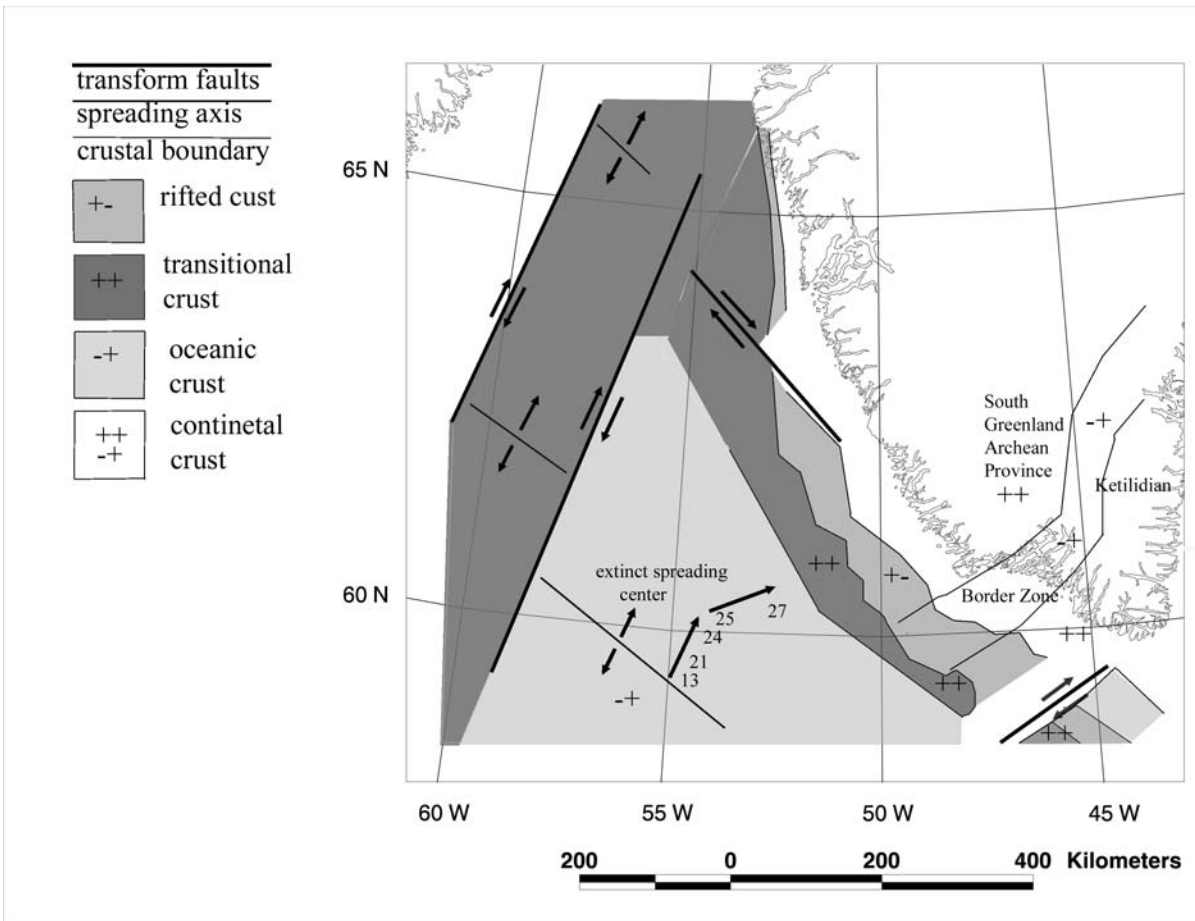 transform faults
spreading axis
crustal boundary
+-
rifted cust
++
transitional
crust
-+
oceanic
crust
++
-+
continetal
crust
65 N
60 N
60 W
55 W
50 W
45 W
South
Greenland
Archean
Province
++
-+
Ketilidian
-+
Border Zone
++
++
+-
++
++
extinct spreading
center
25
27
24
21
13
-+
200
0
200
400
Kilometers